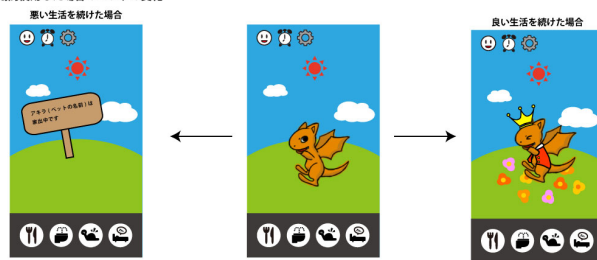 悪い生活を続けた場合
良い生活を続けた場合
アキラ(ペットの名前)は
家出中です